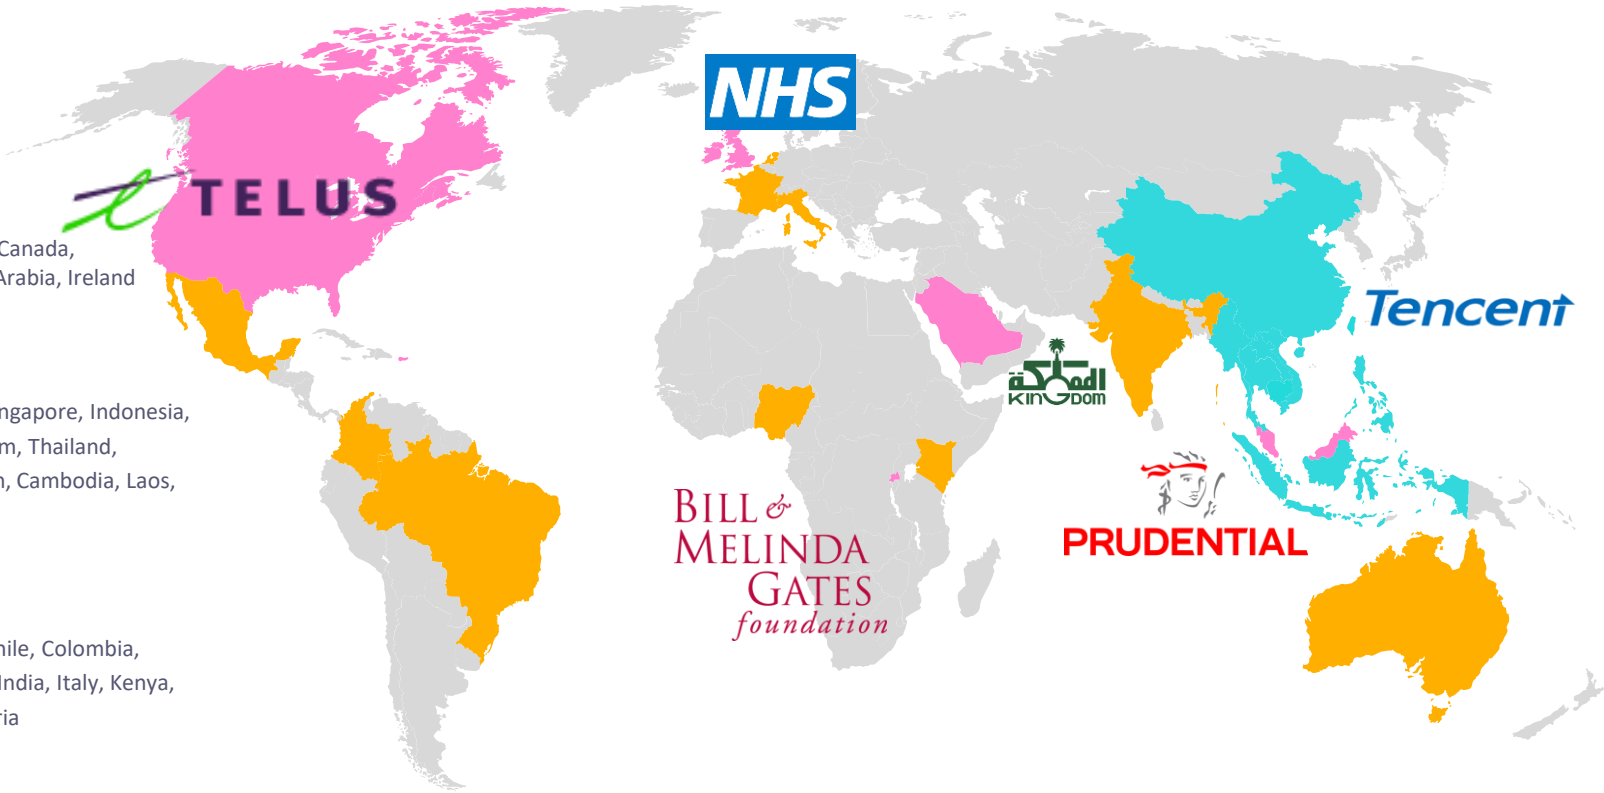 NHS
TELUS
Canada,
Arabia, Ireland
Tencent
المملكة
KINGDOM
ngapore, Indonesia,
m, Thailand,
n, Cambodia, Laos,
BILL &
MELINDA
GATES
foundation
PRUDENTIAL
hile, Colombia,
India, Italy, Kenya,
ria